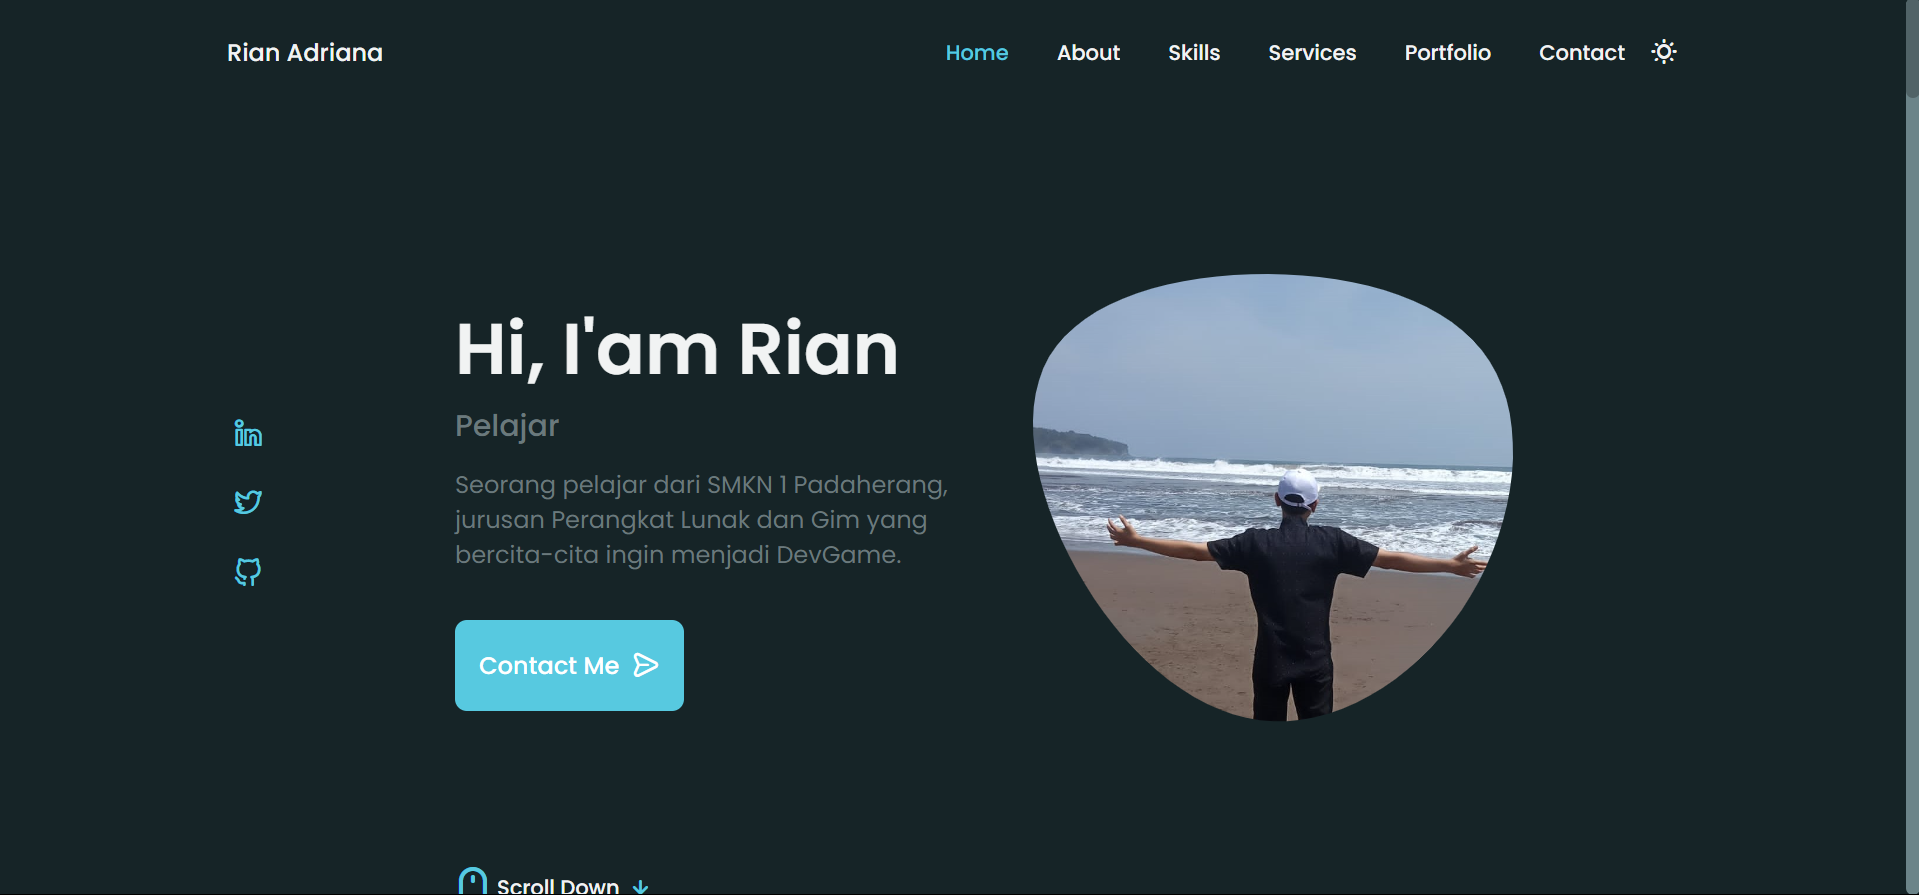 Rian Adriana
Home About Skills Services Portfolio Contact
Hi, I'am Rian
Pelajar
Seorang pelajar dari SMKN 1 Padaherang,
jurusan Perangkat Lunak dan Gim yang
bercita-cita ingin menjadi DevGame.
Contact Me
Scroll Down